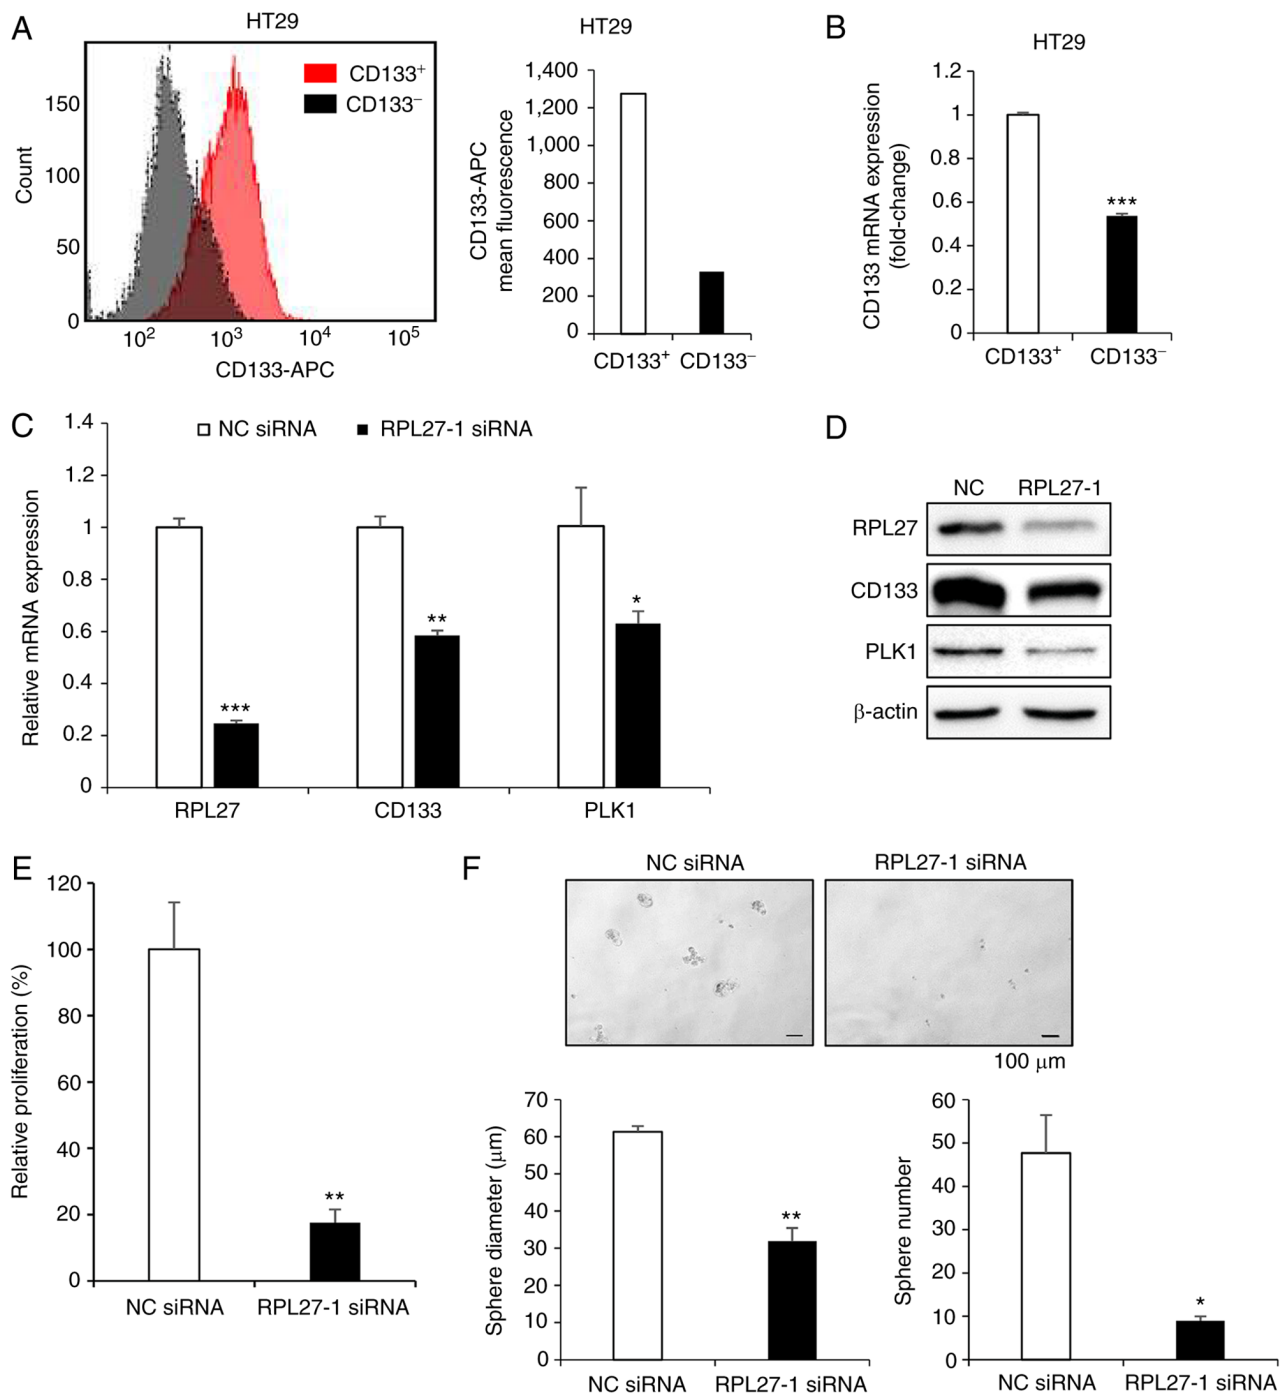 A
HT29
CD133⁺
CD133⁻
Count
150
100
50
0
10² 10³ 10⁴ 10⁵
CD133-APC
HT29
CD133-APC
mean fluorescence
1,400
1,200
1,000
800
600
400
200
0
CD133⁺ CD133⁻
B
HT29
CD133 mRNA expression
(fold-change)
1.2
1
0.8
0.6
0.4
0.2
0
***
CD133⁺ CD133⁻
C
NC siRNA RPL27-1 siRNA
Relative mRNA expression
1.4
1.2
1
0.8
0.6
0.4
0.2
0
***
**
*
RPL27 CD133 PLK1
D
NC RPL27-1
RPL27
CD133
PLK1
β-actin
E
Relative proliferation (%)
120
100
80
60
40
20
0
**
NC siRNA RPL27-1 siRNA
F
NC siRNA RPL27-1 siRNA
100 μm
Sphere diameter (μm)
70
60
50
40
30
20
10
0
**
NC siRNA RPL27-1 siRNA
Sphere number
60
50
40
30
20
10
0
*
NC siRNA RPL27-1 siRNA